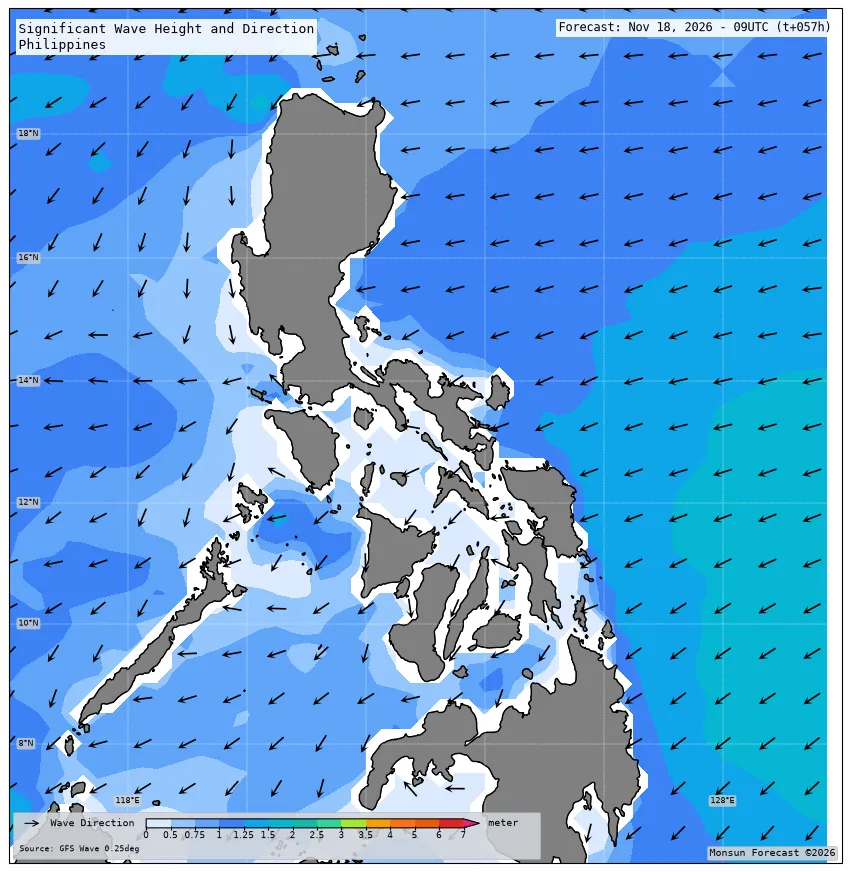 Significant Wave Height and Direction
Philippines
Forecast: Nov 18, 2026 - 09UTC (t+057h)
18°N
16°N
14°N
12°N
10°N
8°N
118°E
128°E
Wave Direction
0 0.5 0.75 1 1.25 1.5 2 2.5 3 3.5 4 5 6 7
meter
Source: GFS Wave 0.25deg
Monsun Forecast ©2026